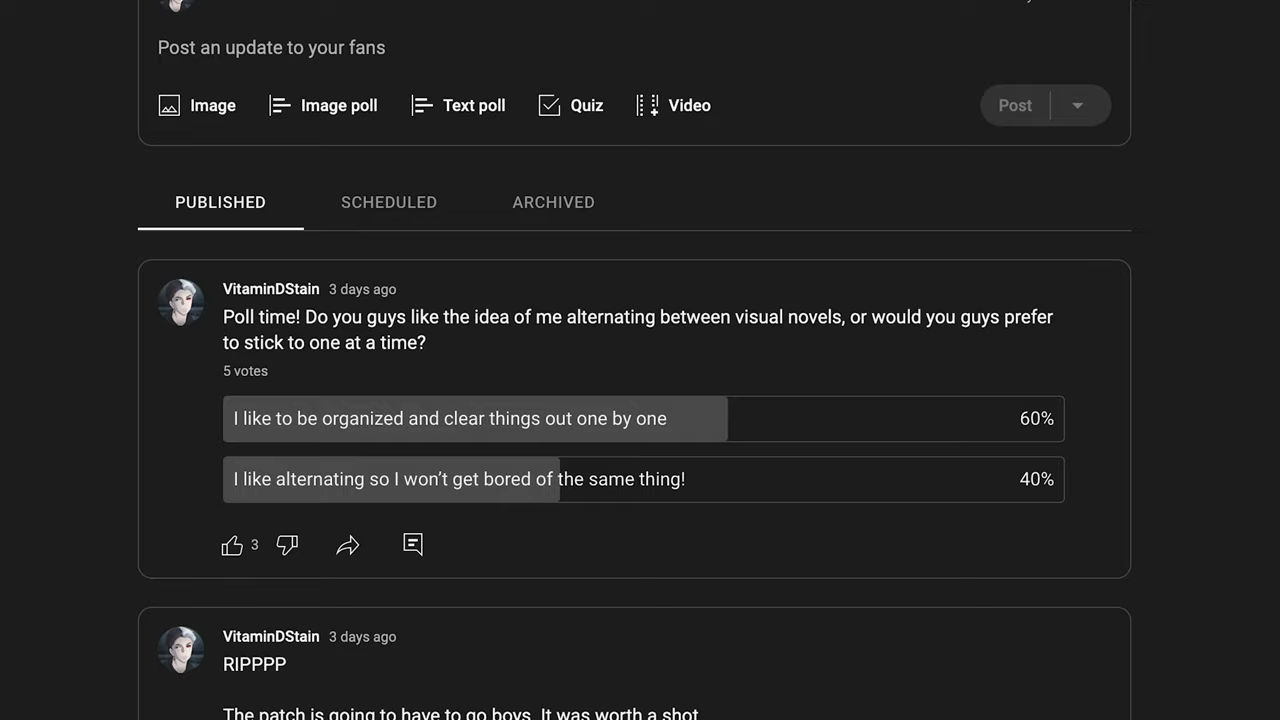 Post an update to your fans
Image Image poll Text poll Quiz Video Post
PUBLISHED SCHEDULED ARCHIVED
VitaminDStain 3 days ago
Poll time! Do you guys like the idea of me alternating between visual novels, or would you guys prefer
to stick to one at a time?
5 votes
I like to be organized and clear things out one by one 60%
I like alternating so I won’t get bored of the same thing! 40%
3
VitaminDStain 3 days ago
RIPPPP
The patch is going to have to go boys. It was worth a shot